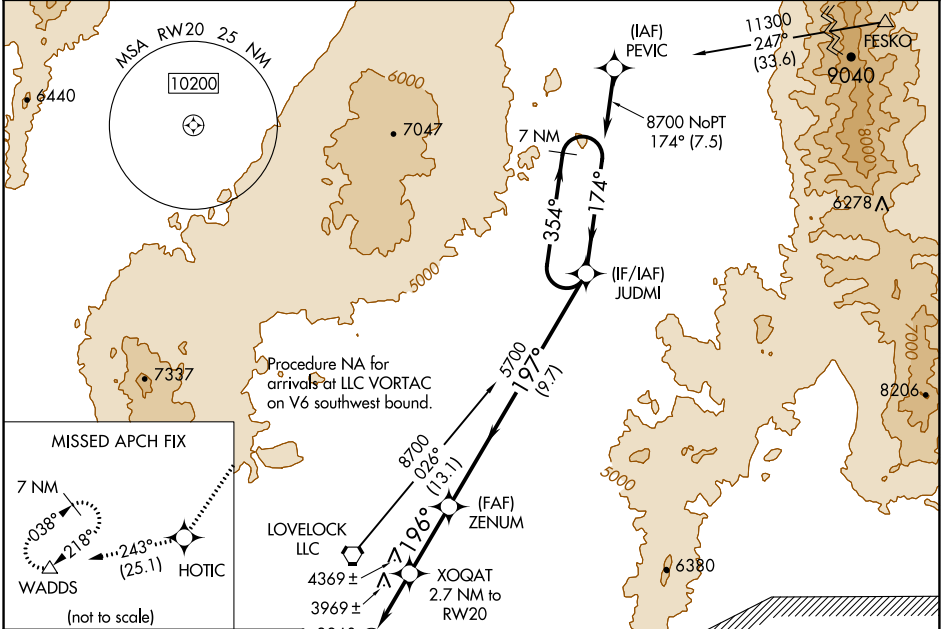 MSA RW20 25 NM
10200
6440
6000
7047
(IAF)
PEVIC
11300
247°
(33.6)
FESKO
9040
8700 NoPT
174° (7.5)
7 NM
8000
354°
174°
6278
5000
(IF/IAF)
JUDMI
7000
7337
Procedure NA for
arrivals at LLC VORTAC
on V6 southwest bound.
5700
197°
(9.7)
8206
8700
026°
(13.1)
5000
MISSED APCH FIX
7 NM
038°
218°
243°
(25.1)
WADDS
HOTIC
(not to scale)
(FAF)
ZENUM
196°
LOVELOCK
LLC
4369 ±
3969 ±
XOQAT
2.7 NM to
RW20
6380